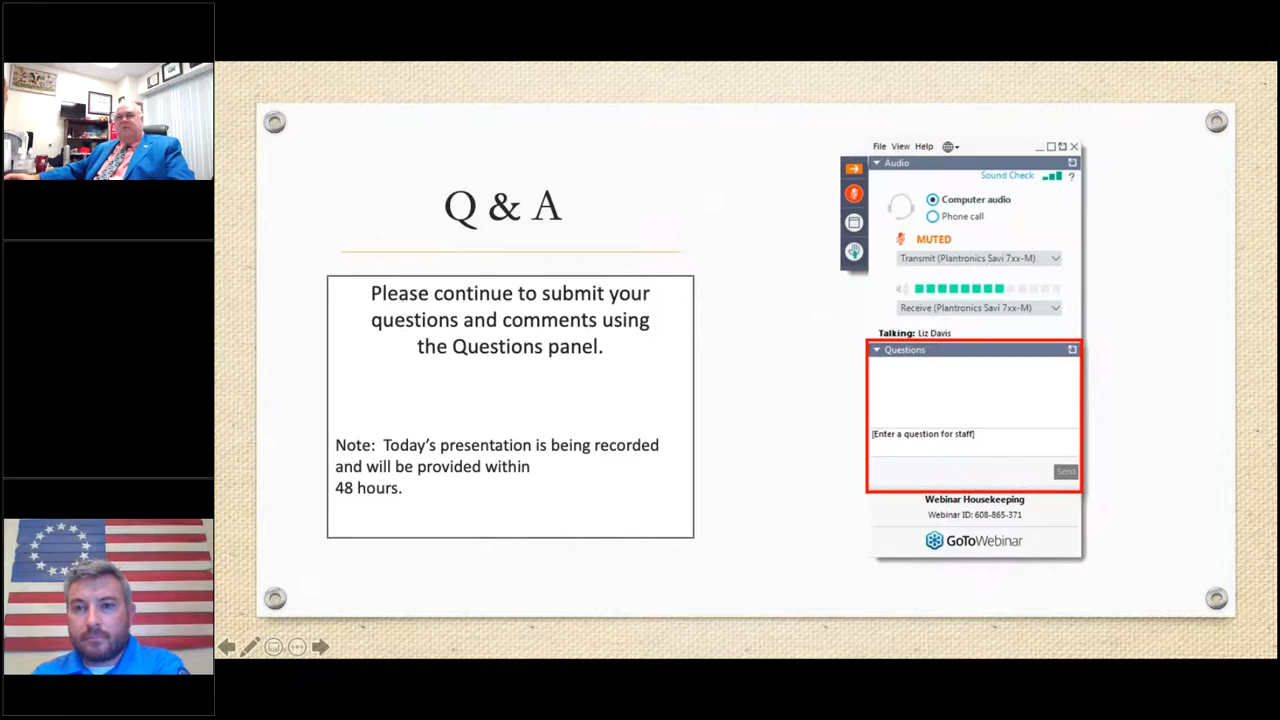 Q & A
Please continue to submit your
questions and comments using
the Questions panel.
Note: Today's presentation is being recorded
and will be provided within
48 hours.
File View Help
Audio
Sound Check ?
Computer audio
Phone call
MUTED
Transmit (Plantronics Savi 7xx-M)
Receive (Plantronics Savi 7xx-M)
Talking: Liz Davis
Questions
[Enter a question for staff]
Send
Webinar Housekeeping
Webinar ID: 608-865-371
GoToWebinar